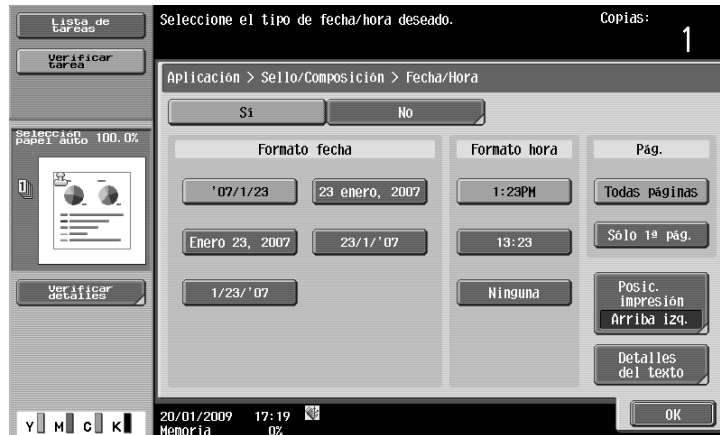 Lista de
tareas
Verificar
tarea
Selección
papel auto 100.0%
1
Verificar
detalles
Y M C K
Seleccione el tipo de fecha/hora deseado.
Copias:
1
Aplicación > Sello/Composición > Fecha/Hora
Sí No
Formato fecha
'07/1/23 23 enero, 2007
Enero 23, 2007 23/1/'07
1/23/'07
Formato hora
1:23PM
13:23
Ninguna
Pág.
Todas páginas
Sólo 1ª pág.
Posic.
impresión
Arriba izq.
Detalles
del texto
20/01/2009 17:19
Memoria 0%
OK